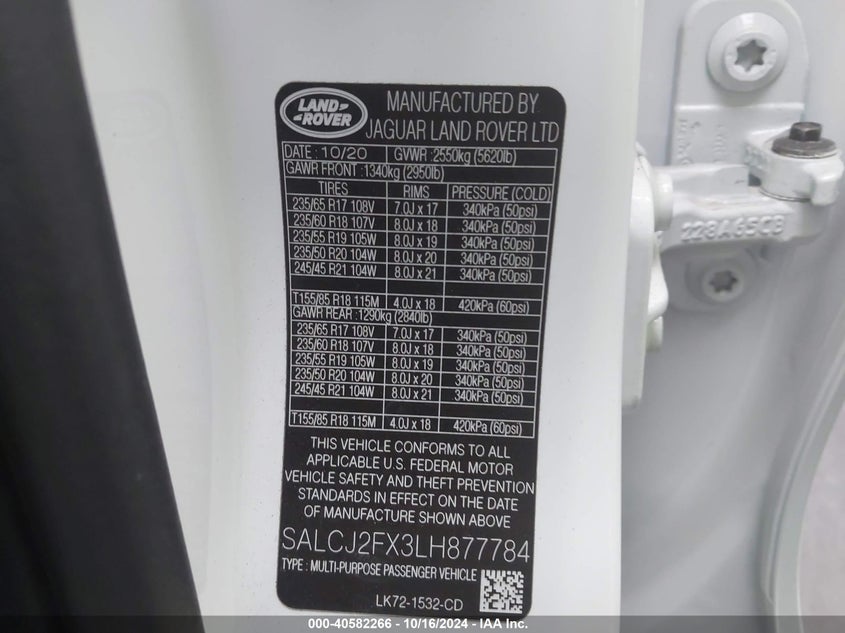 LAND
ROVER
MANUFACTURED BY
JAGUAR LAND ROVER LTD
DATE : 10/20 GVWR :2550kg (5620lb)
GAWR FRONT :1340kg (2950lb)
TIRES RIMS PRESSURE (COLD)
235/65 R17 108V 7.0J x 17 340kPa (50psi)
235/60 R18 107V 8.0J x 18 340kPa (50psi)
235/55 R19 105W 8.0J x 19 340kPa (50psi)
235/50 R20 104W 8.0J x 20 340kPa (50psi)
245/45 R21 104W 8.0J x 21 340kPa (50psi)
T155/85 R18 115M 4.0J x 18 420kPa (60psi)
GAWR REAR :1290kg (2840lb)
235/65 R17 108V 7.0J x 17 340kPa (50psi)
235/60 R18 107V 8.0J x 18 340kPa (50psi)
235/55 R19 105W 8.0J x 19 340kPa (50psi)
235/50 R20 104W 8.0J x 20 340kPa (50psi)
245/45 R21 104W 8.0J x 21 340kPa (50psi)
T155/85 R18 115M 4.0J x 18 420kPa (60psi)
THIS VEHICLE CONFORMS TO ALL
APPLICABLE U.S. FEDERAL MOTOR
VEHICLE SAFETY AND THEFT PREVENTION
STANDARDS IN EFFECT ON THE DATE
OF MANUFACTURE SHOWN ABOVE
SALCJ2FX3LH877784
TYPE : MULTI-PURPOSE PASSENGER VEHICLE
LK72-1532-CD
228A65CB
000-40582266 - 10/16/2024 - IAA Inc.